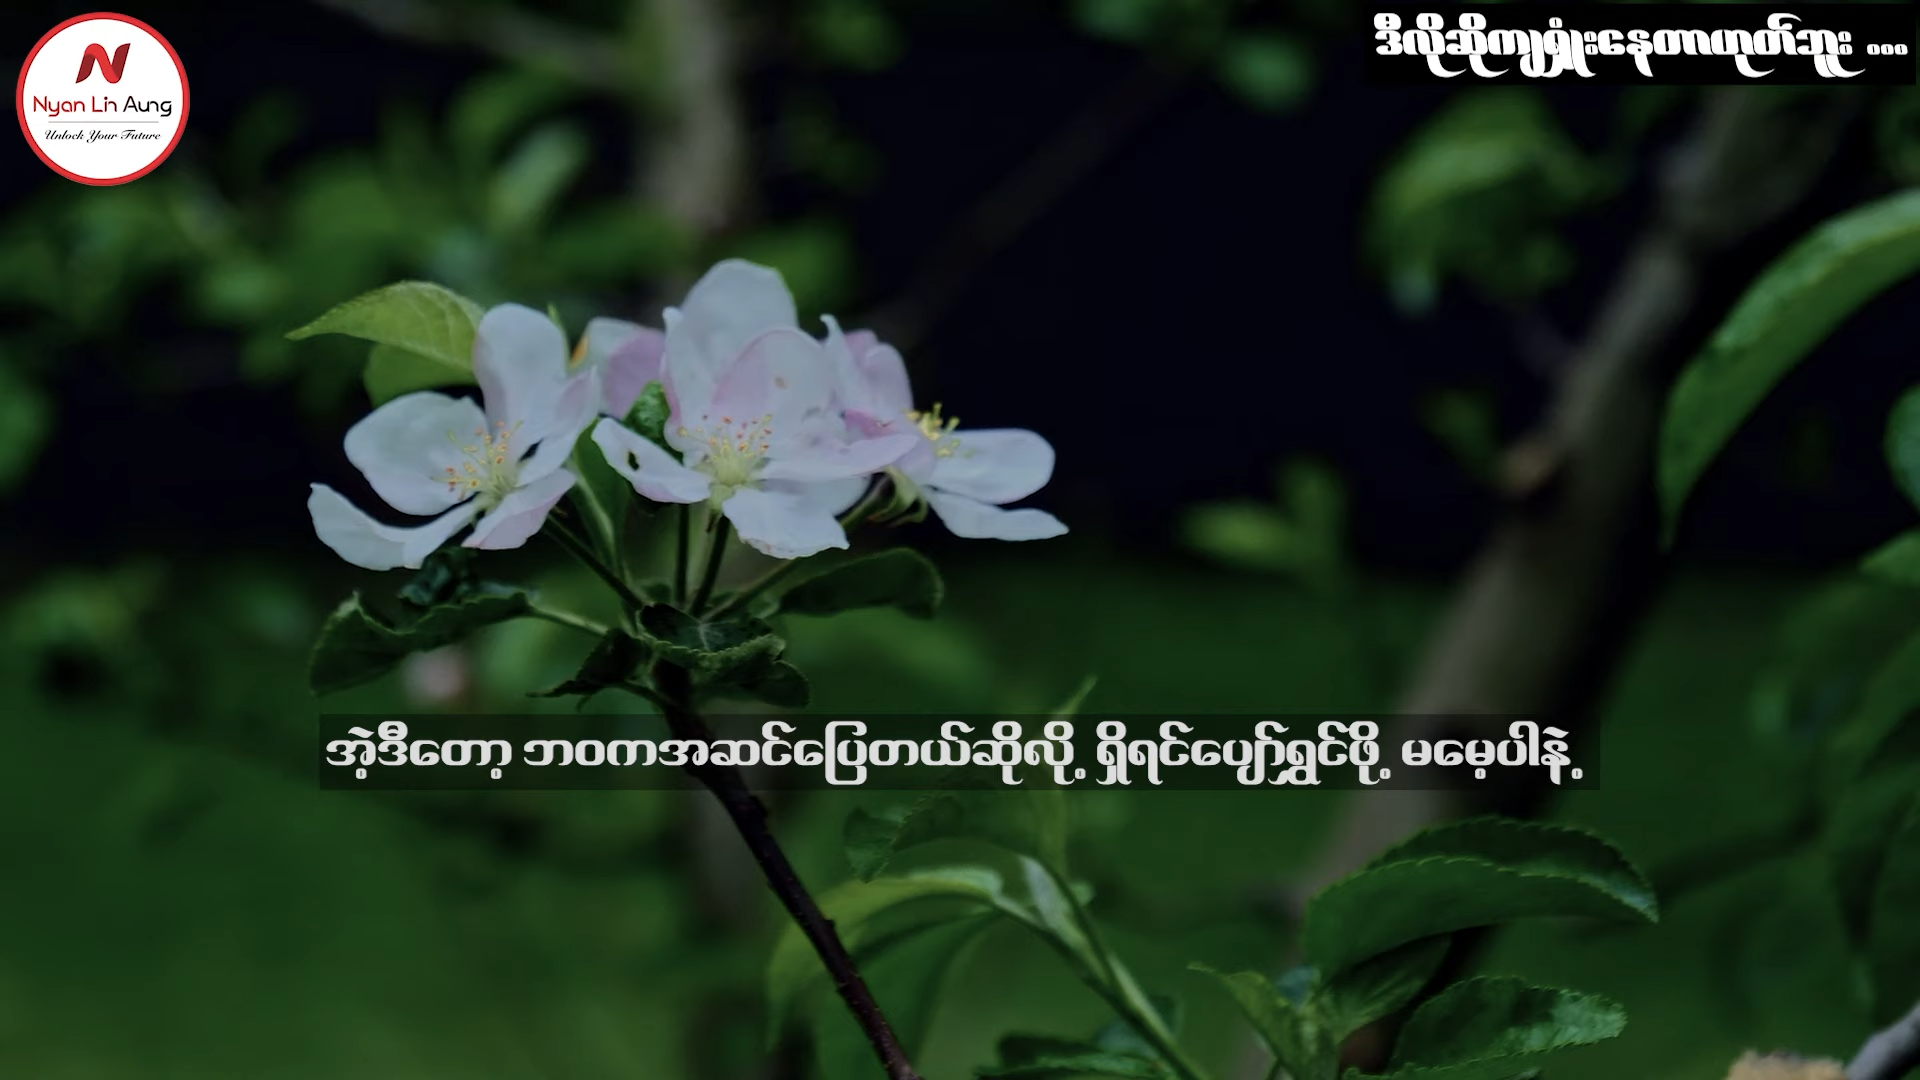 N
Nyan Lin Aung
Unlock Your Future
ဒီလိုဆိုကျရှုံးနေတာဟုတ်ဘူး ...
အဲ့ဒီတော့ ဘဝကအဆင်ပြေတယ်ဆိုလို့ ရှိရင်ပျော်ရွှင်ဖို့ မမေ့ပါနဲ့